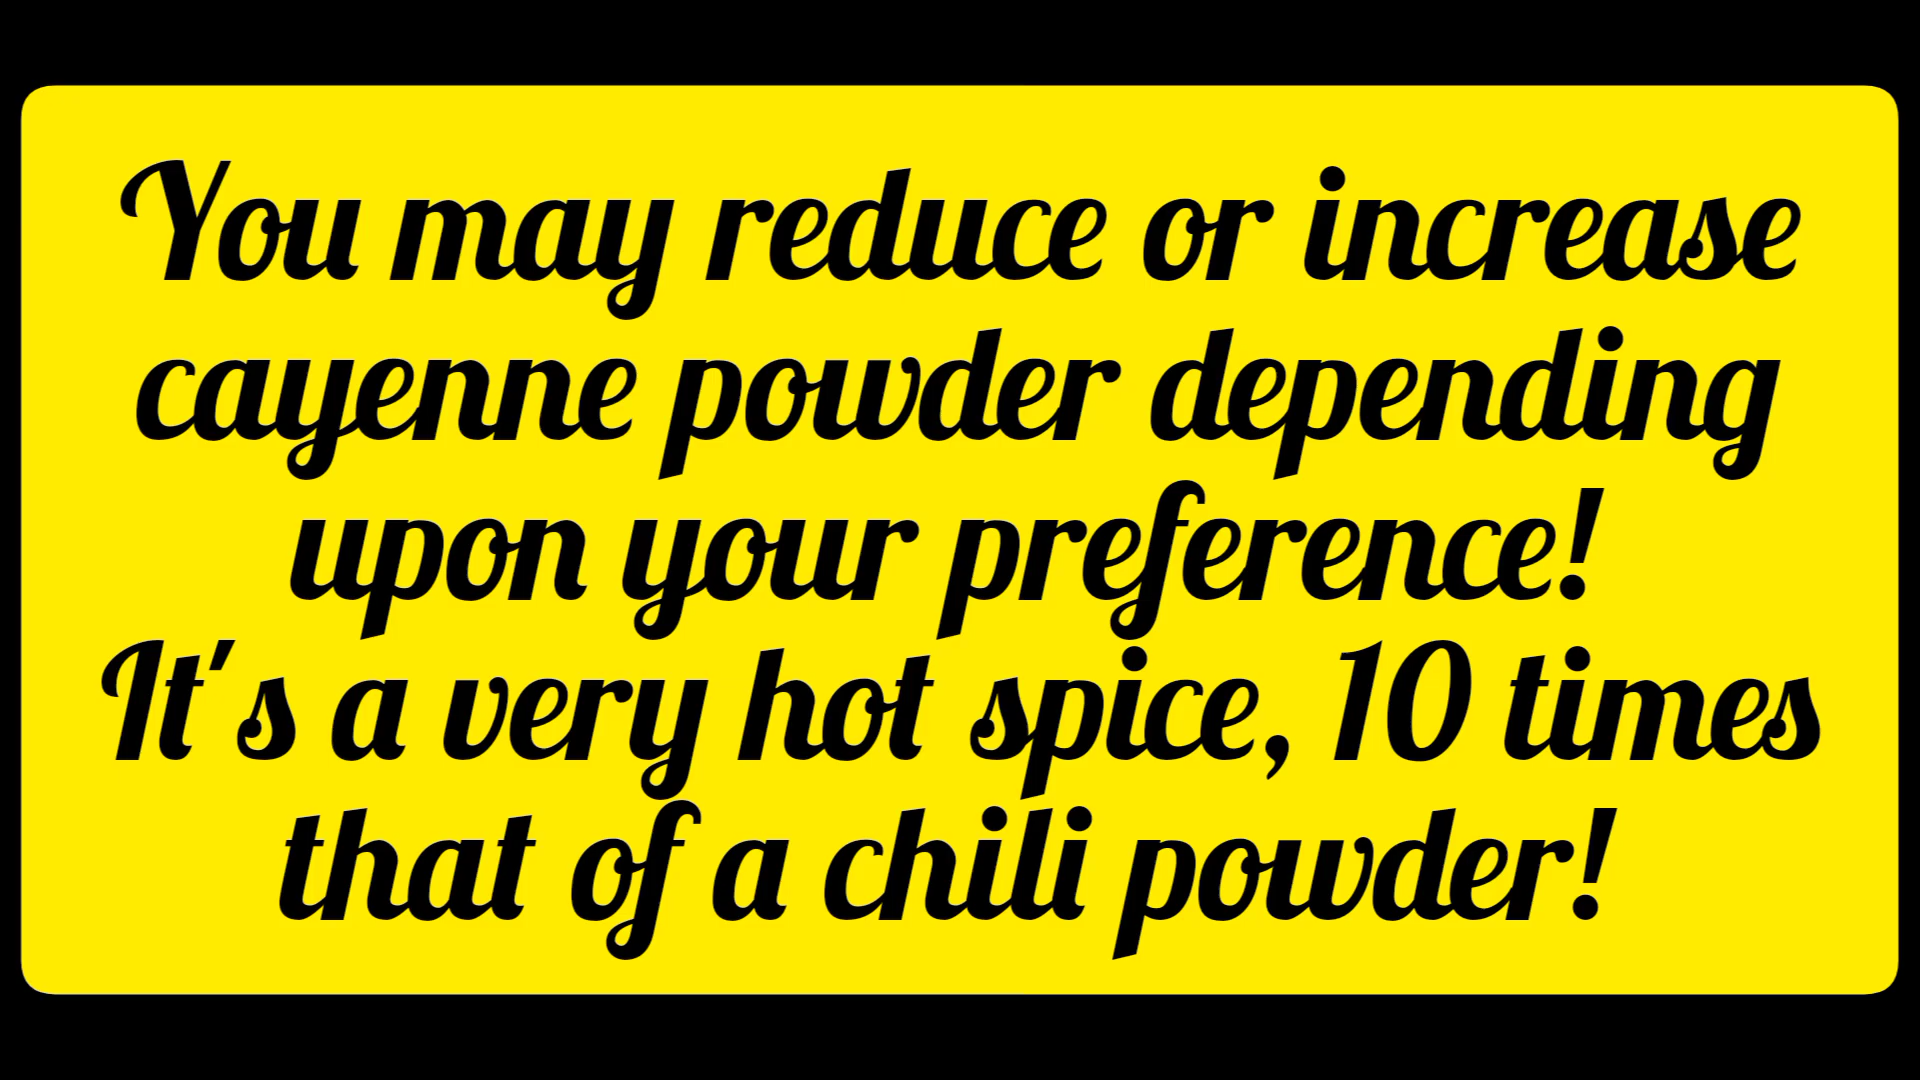 You may reduce or increase
cayenne powder depending
upon your preference!
It's a very hot spice, 10 times
that of a chili powder!